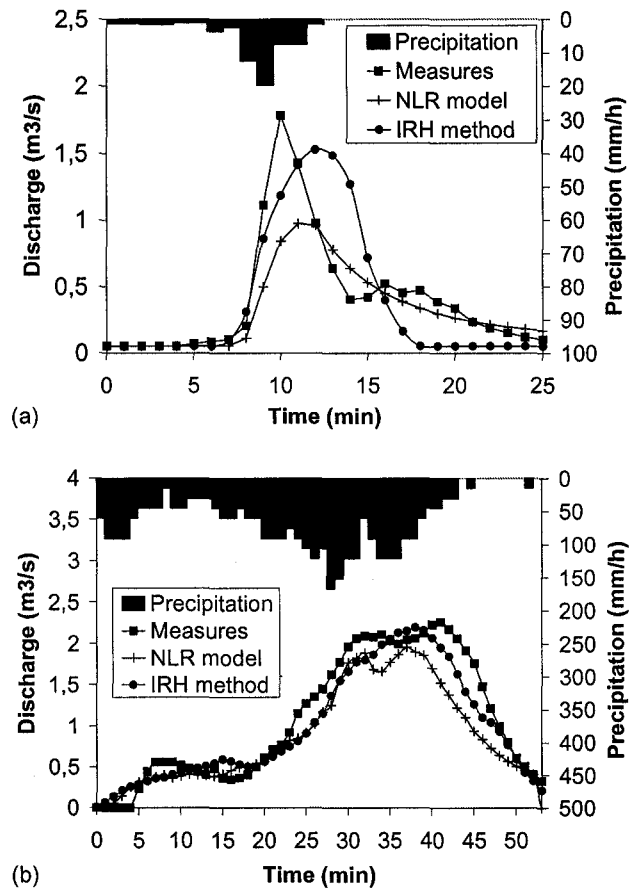 2,5
2
1,5
1
0,5
0
Discharge (m3/s)
Precipitation
Measures
NLR model
IRH method
0
10
20
30
40
50
60
70
80
90
100
Precipitation (mm/h)
0 5 10 15 20 25
Time (min)
(a)
4
3,5
3
2,5
2
1,5
1
0,5
0
Discharge (m3/s)
Precipitation
Measures
NLR model
IRH method
0
50
100
150
200
250
300
350
400
450
500
Precipitation (mm/h)
0 5 10 15 20 25 30 35 40 45 50
Time (min)
(b)